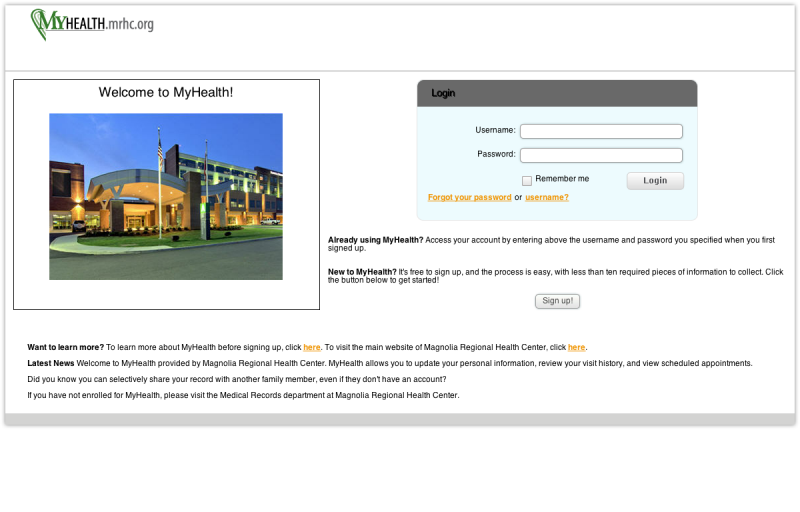 MYHEALTH.mrhc.org
Welcome to MyHealth!
Login
Username:
Password:
Remember me
Login
Forgot your password or username?
Already using MyHealth? Access your account by entering above the username and password you specified when you first
signed up.
New to MyHealth? It's free to sign up, and the process is easy, with less than ten required pieces of information to collect. Click
the button below to get started!
Sign up!
Want to learn more? To learn more about MyHealth before signing up, click here. To visit the main website of Magnolia Regional Health Center, click here.
Latest News Welcome to MyHealth provided by Magnolia Regional Health Center. MyHealth allows you to update your personal information, review your visit history, and view scheduled appointments.
Did you know you can selectively share your record with another family member, even if they don't have an account?
If you have not enrolled for MyHealth, please visit the Medical Records department at Magnolia Regional Health Center.